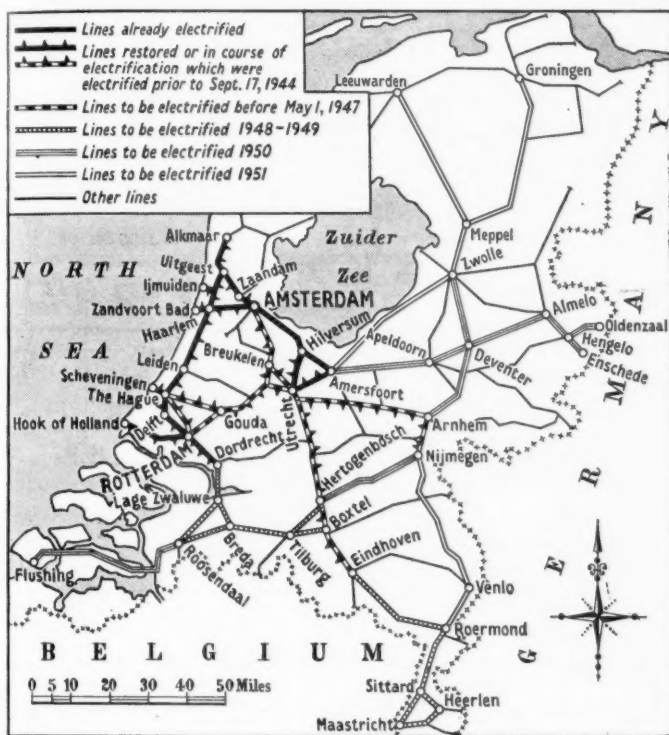 Lines already electrified
Lines restored or in course of
electrification which were
electrified prior to Sept. 17, 1944
Lines to be electrified before May 1, 1947
Lines to be electrified 1948-1949
Lines to be electrified 1950
Lines to be electrified 1951
Other lines
Leeuwarden
Groningen
Meppel
Zwolle
Alkmaar
Uitgeest
Ijmuiden
Zaandam
Zandvoort Bad
AMSTERDAM
Haarlem
Zuider
Zee
NORTH
SEA
Hilversum
Apeldoorn
Almelo
Oldenzaal
Hengelo
Enschede
Deventer
Leiden
Breukelen
Amersfoort
Scheveningen
The Hague
Utrecht
Hook of Holland
Delft
Gouda
Arnhem
ROTTERDAM
Dordrecht
Hertogenbosch
Nijmegen
Lage Zwaluwe
Boxtel
Flushing
Röösendaal
Breda
Tilburg
Eindhoven
Venlo
Roermond
BELGIUM
GERMANY
0 5 10 20 30 40 50 Miles
Sittard
Heerlen
Maastricht